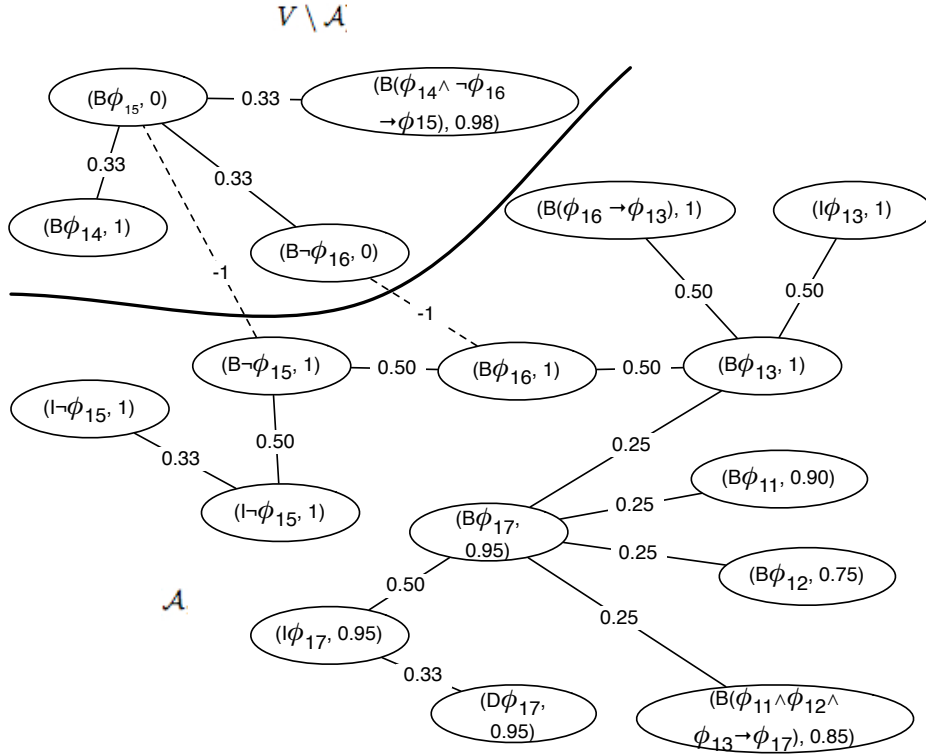 V \ A
(Bϕ₁₅, 0)
0.33
(B(ϕ₁₄∧ ¬ϕ₁₆
→ϕ15), 0.98)
0.33
0.33
(Bϕ₁₄, 1)
(B¬ϕ₁₆, 0)
(B(ϕ₁₆ →ϕ₁₃), 1)
(Iϕ₁₃, 1)
-1
-1
0.50
0.50
(B¬ϕ₁₅, 1)
0.50
(Bϕ₁₆, 1)
0.50
(Bϕ₁₃, 1)
(I¬ϕ₁₅, 1)
0.33
0.50
0.25
(I¬ϕ₁₅, 1)
(Bϕ₁₁, 0.90)
0.25
(Bϕ₁₇,
0.95)
0.25
(Bϕ₁₂, 0.75)
0.50
A
0.25
(Iϕ₁₇, 0.95)
0.33
(Dϕ₁₇,
0.95)
(B(ϕ₁₁∧ϕ₁₂∧
ϕ₁₃→ϕ₁₇), 0.85)